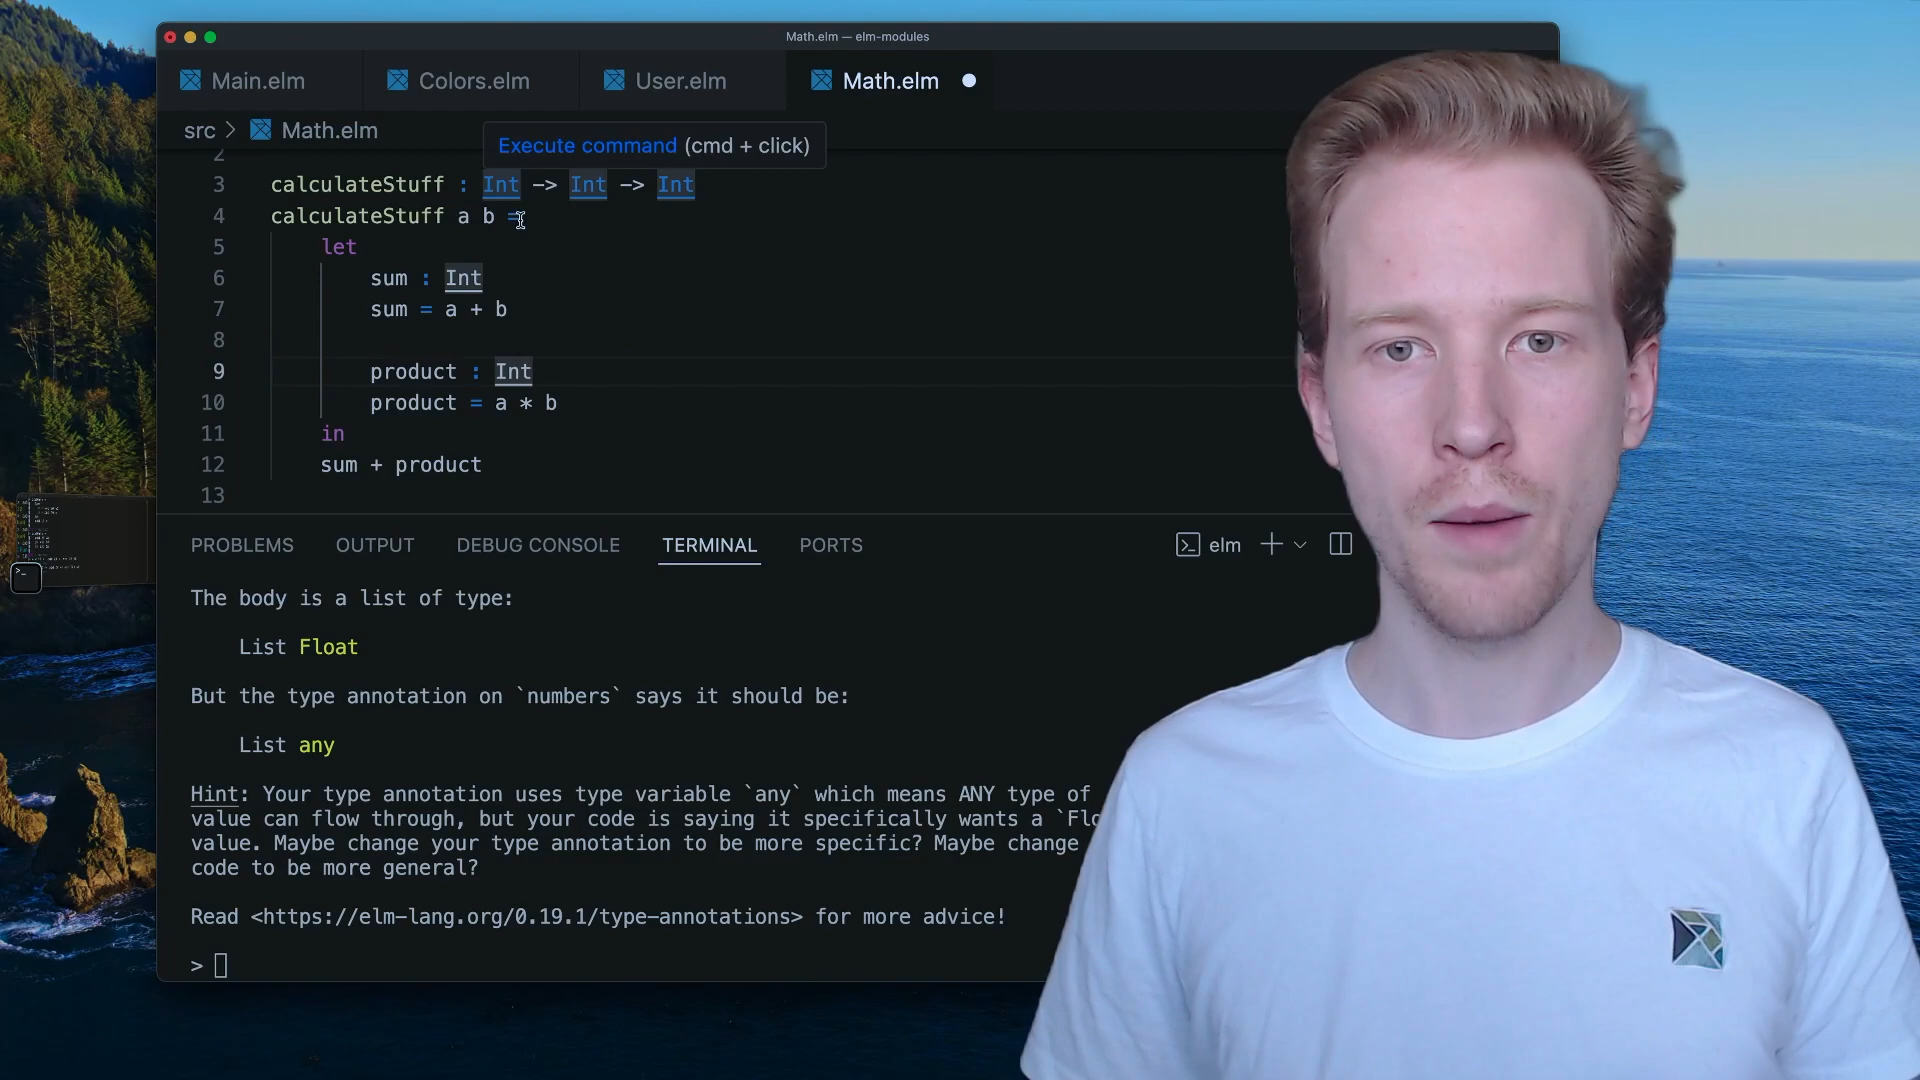 Math.elm — elm-modules
Main.elm
Colors.elm
User.elm
Math.elm
src > Math.elm
Execute command (cmd + click)
2
3 calculateStuff : Int -> Int -> Int
4 calculateStuff a b =
5 let
6 sum : Int
7 sum = a + b
8
9 product : Int
10 product = a * b
11 in
12 sum + product
13
PROBLEMS OUTPUT DEBUG CONSOLE TERMINAL PORTS
elm
The body is a list of type:
List Float
But the type annotation on `numbers` says it should be:
List any
Hint: Your type annotation uses type variable `any` which means ANY type of
value can flow through, but your code is saying it specifically wants a
value. Maybe change your type annotation to be more specific? Maybe change
code to be more general?
Read <https://elm-lang.org/0.19.1/type-annotations> for more advice!
>